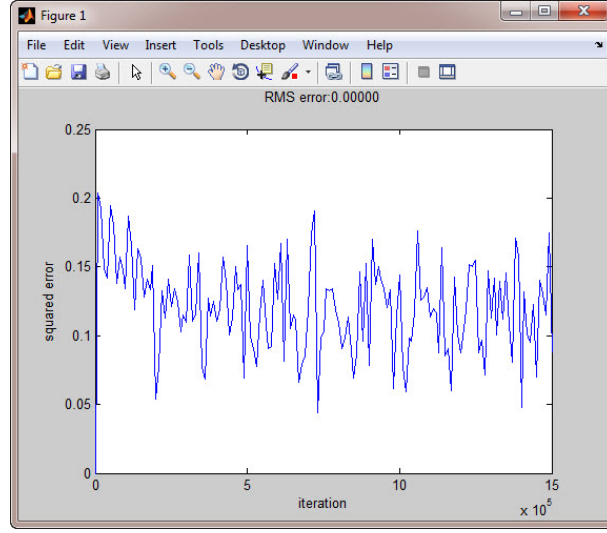 Figure 1
File Edit View Insert Tools Desktop Window Help
RMS error:0.00000
0.25
0.2
0.15
0.1
0.05
0
squared error
0 5 10 15
iteration
x 10^5